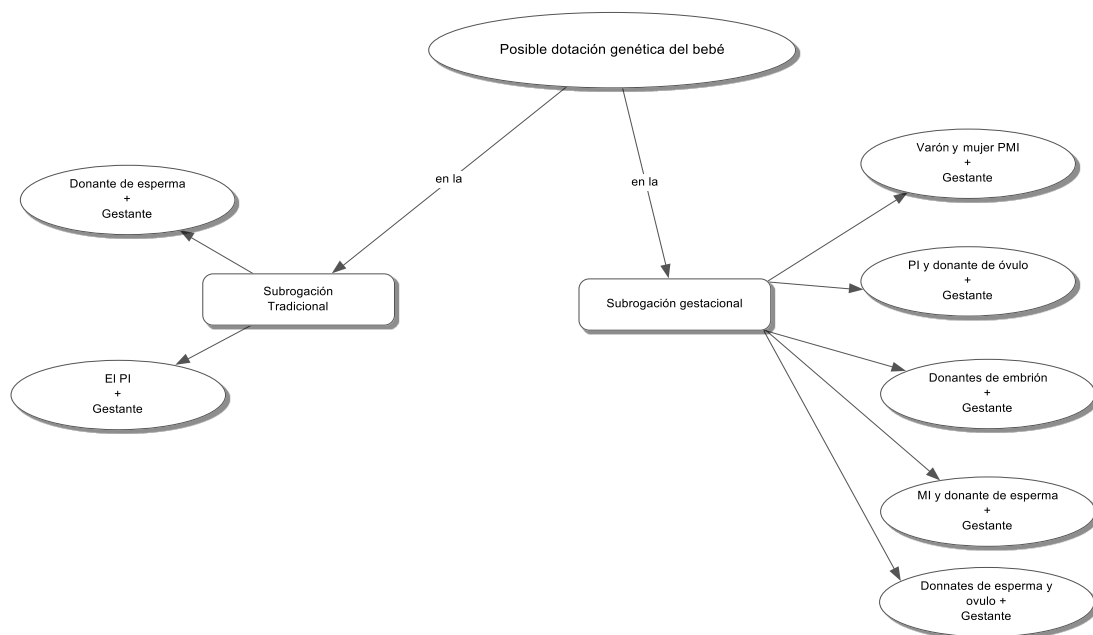 Posible dotación genética del bebé
en la
en la
Donante de esperma
+
Gestante
Subrogación
Tradicional
El PI
+
Gestante
Subrogación gestacional
Varón y mujer PMI
+
Gestante
PI y donante de óvulo
+
Gestante
Donantes de embrión
+
Gestante
MI y donante de esperma
+
Gestante
Donnates de esperma y
ovulo +
Gestante